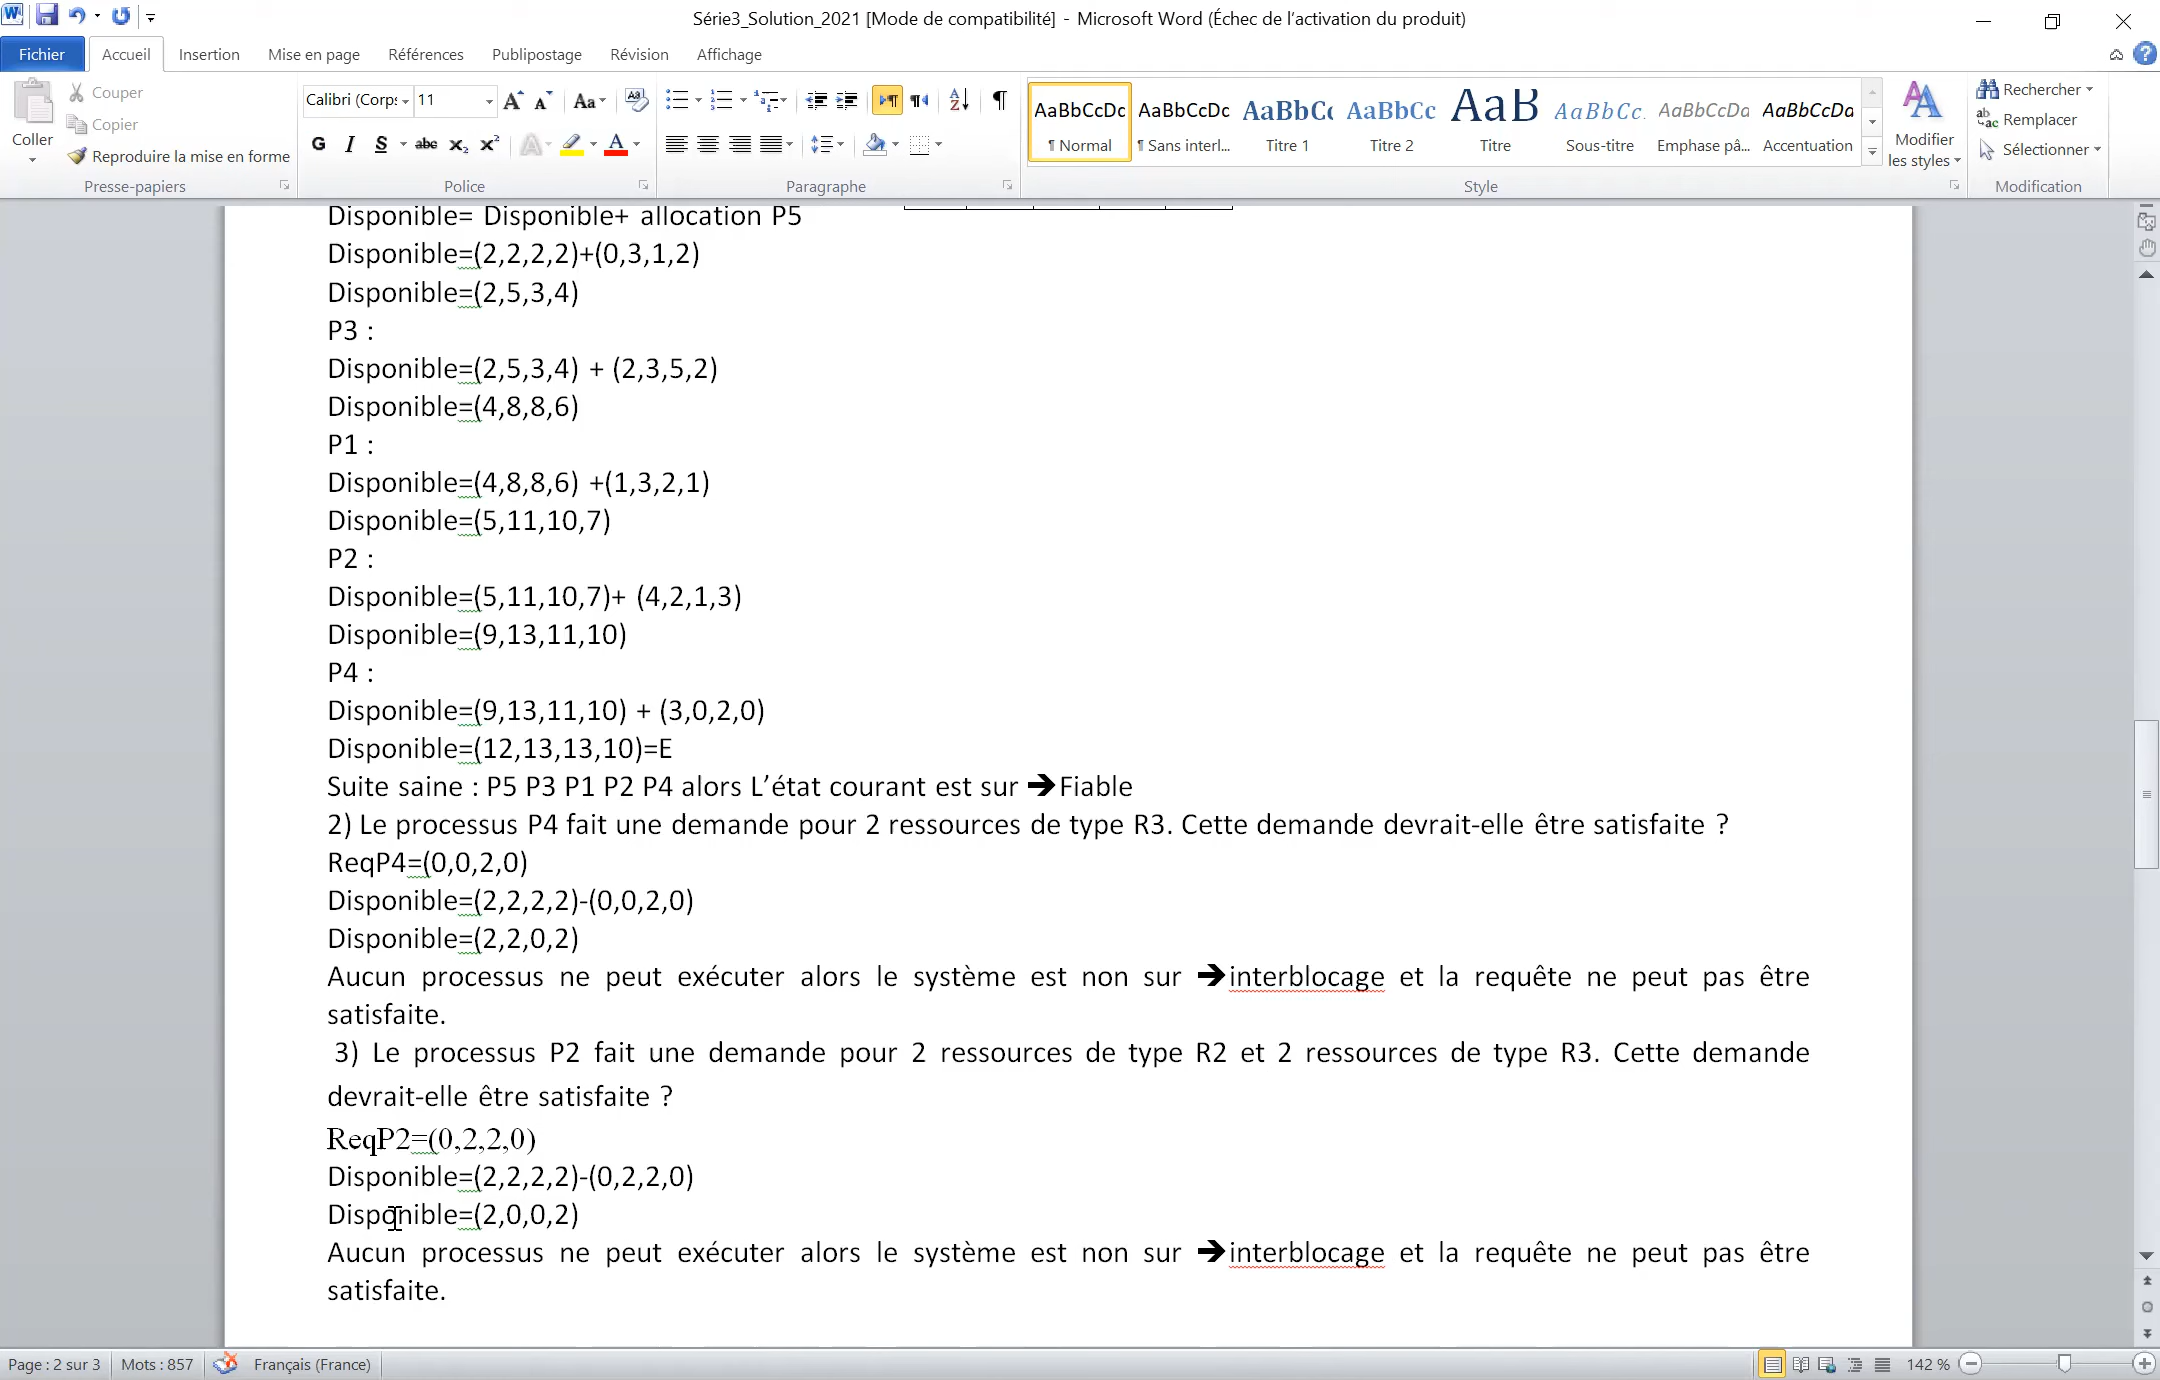 Série3_Solution_2021 [Mode de compatibilité] - Microsoft Word (Échec de l'activation du produit)
Fichier Accueil Insertion Mise en page Références Publipostage Révision Affichage
Coller
Couper
Copier
Reproduire la mise en forme
Presse-papiers
Calibri (Corps 11
G I S abc x₂ x²
Police
Paragraphe
AaBbCcDc AaBbCcDc AaBbCc AaBbCc AaB AaBbCc. AaBbCcDa AaBbCcDa
¶ Normal ¶ Sans interl... Titre 1 Titre 2 Titre Sous-titre Emphase pâ... Accentuation
Style
Modifier
les styles
Rechercher
Remplacer
Sélectionner
Modification
Disponible= Disponible+ allocation P5
Disponible=(2,2,2,2)+(0,3,1,2)
Disponible=(2,5,3,4)
P3 :
Disponible=(2,5,3,4) + (2,3,5,2)
Disponible=(4,8,8,6)
P1 :
Disponible=(4,8,8,6) +(1,3,2,1)
Disponible=(5,11,10,7)
P2 :
Disponible=(5,11,10,7)+ (4,2,1,3)
Disponible=(9,13,11,10)
P4 :
Disponible=(9,13,11,10) + (3,0,2,0)
Disponible=(12,13,13,10)=E
Suite saine : P5 P3 P1 P2 P4 alors L'état courant est sur ➔Fiable
2) Le processus P4 fait une demande pour 2 ressources de type R3. Cette demande devrait-elle être satisfaite ?
ReqP4=(0,0,2,0)
Disponible=(2,2,2,2)-(0,0,2,0)
Disponible=(2,2,0,2)
Aucun processus ne peut exécuter alors le système est non sur ➔interblocage et la requête ne peut pas être
satisfaite.
3) Le processus P2 fait une demande pour 2 ressources de type R2 et 2 ressources de type R3. Cette demande
devrait-elle être satisfaite ?
ReqP2=(0,2,2,0)
Disponible=(2,2,2,2)-(0,2,2,0)
Disponible=(2,0,0,2)
Aucun processus ne peut exécuter alors le système est non sur ➔interblocage et la requête ne peut pas être
satisfaite.
Page : 2 sur 3 Mots : 857 Français (France) 142 %